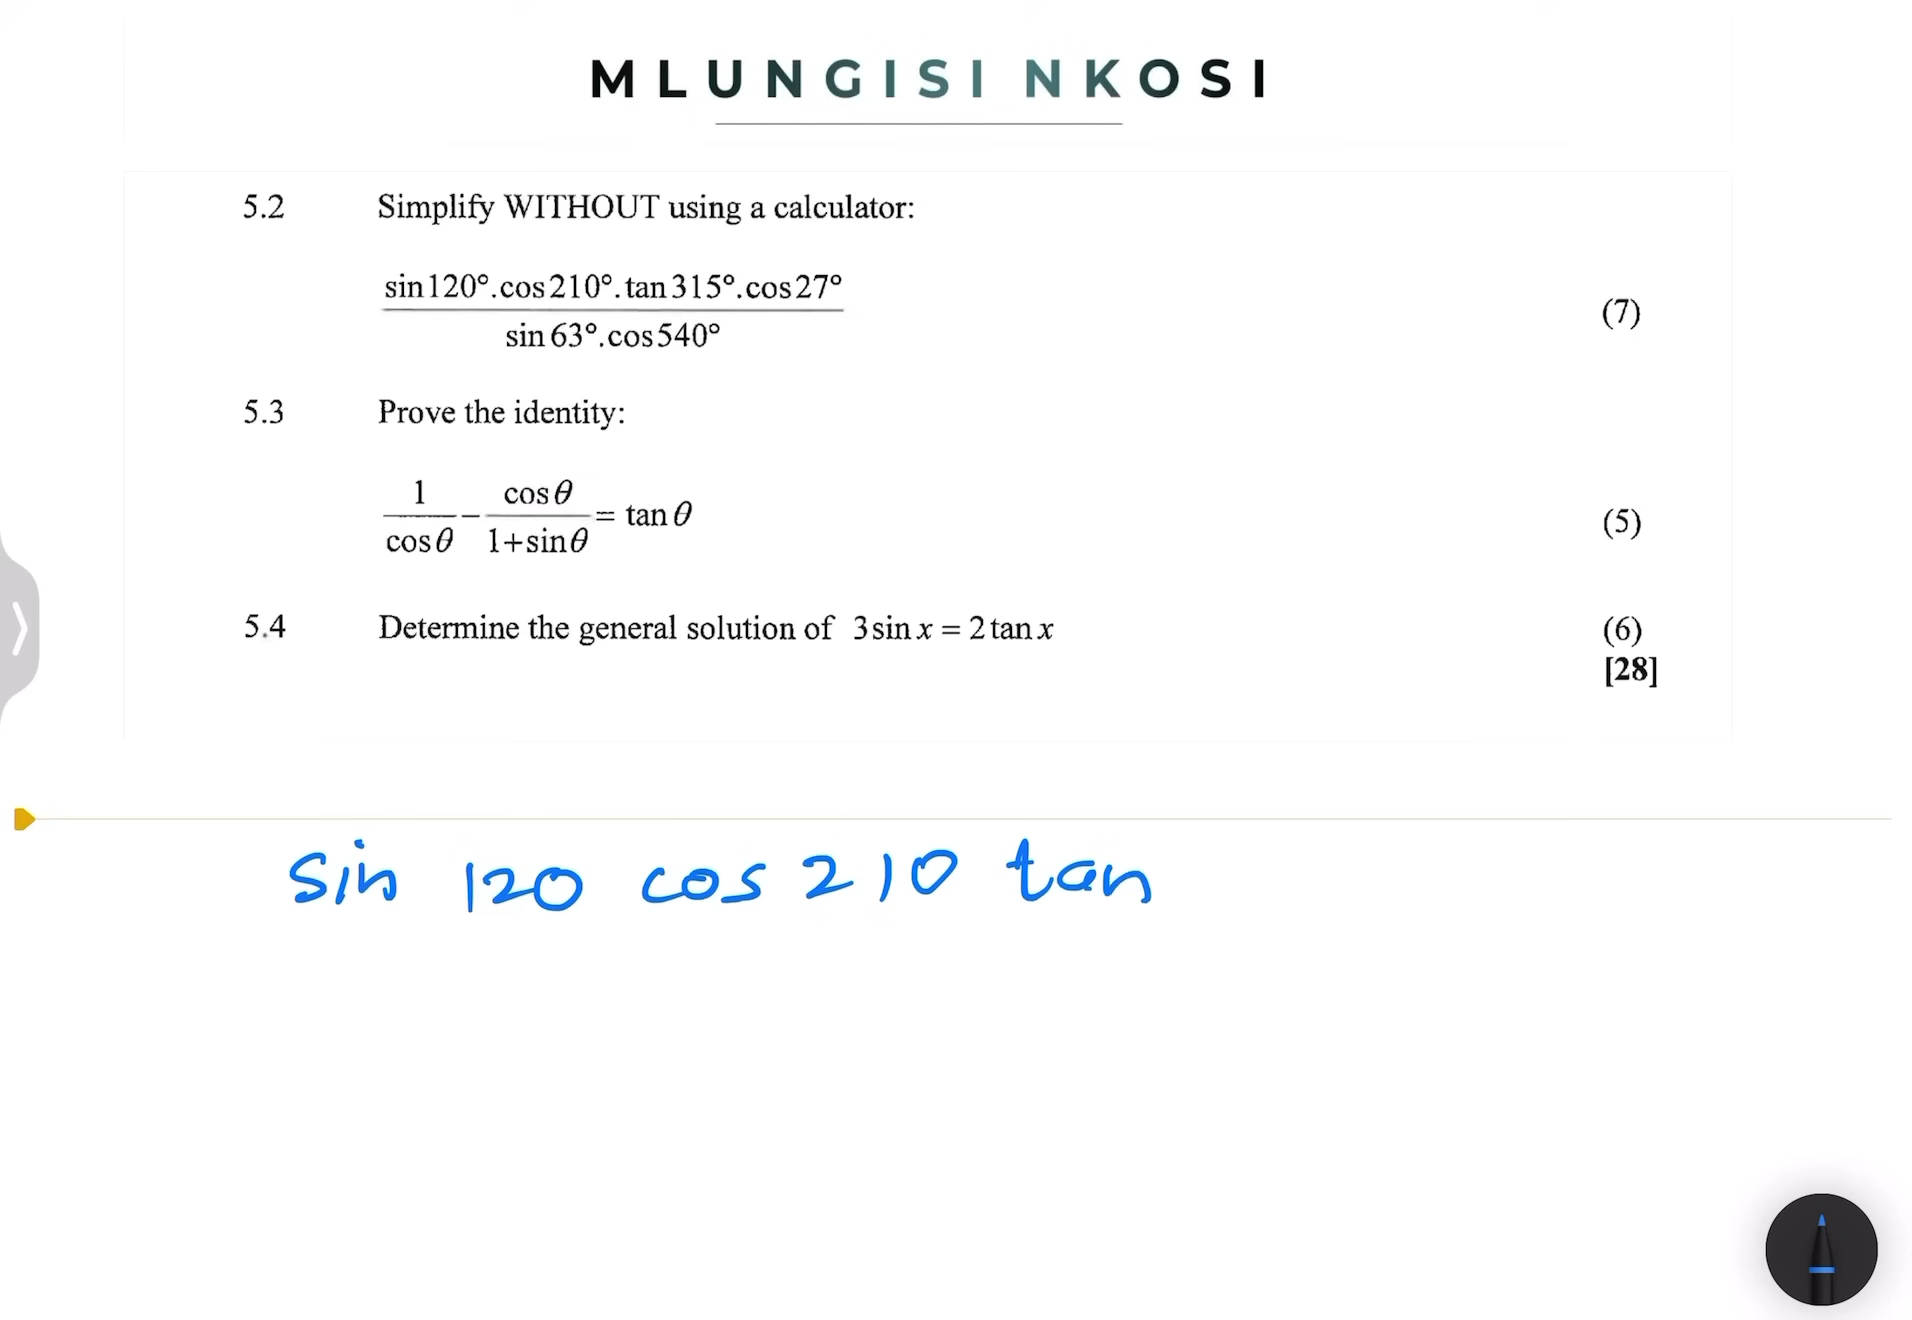 MLUNGISI NKOSI
5.2 Simplify WITHOUT using a calculator:
sin120°.cos210°.tan315°.cos27°
sin63°.cos540°
(7)
5.3 Prove the identity:
1/cosθ − cosθ/1+sinθ = tanθ
(5)
5.4 Determine the general solution of 3sinx = 2tanx (6)
[28]
sin 120 cos 210 tan